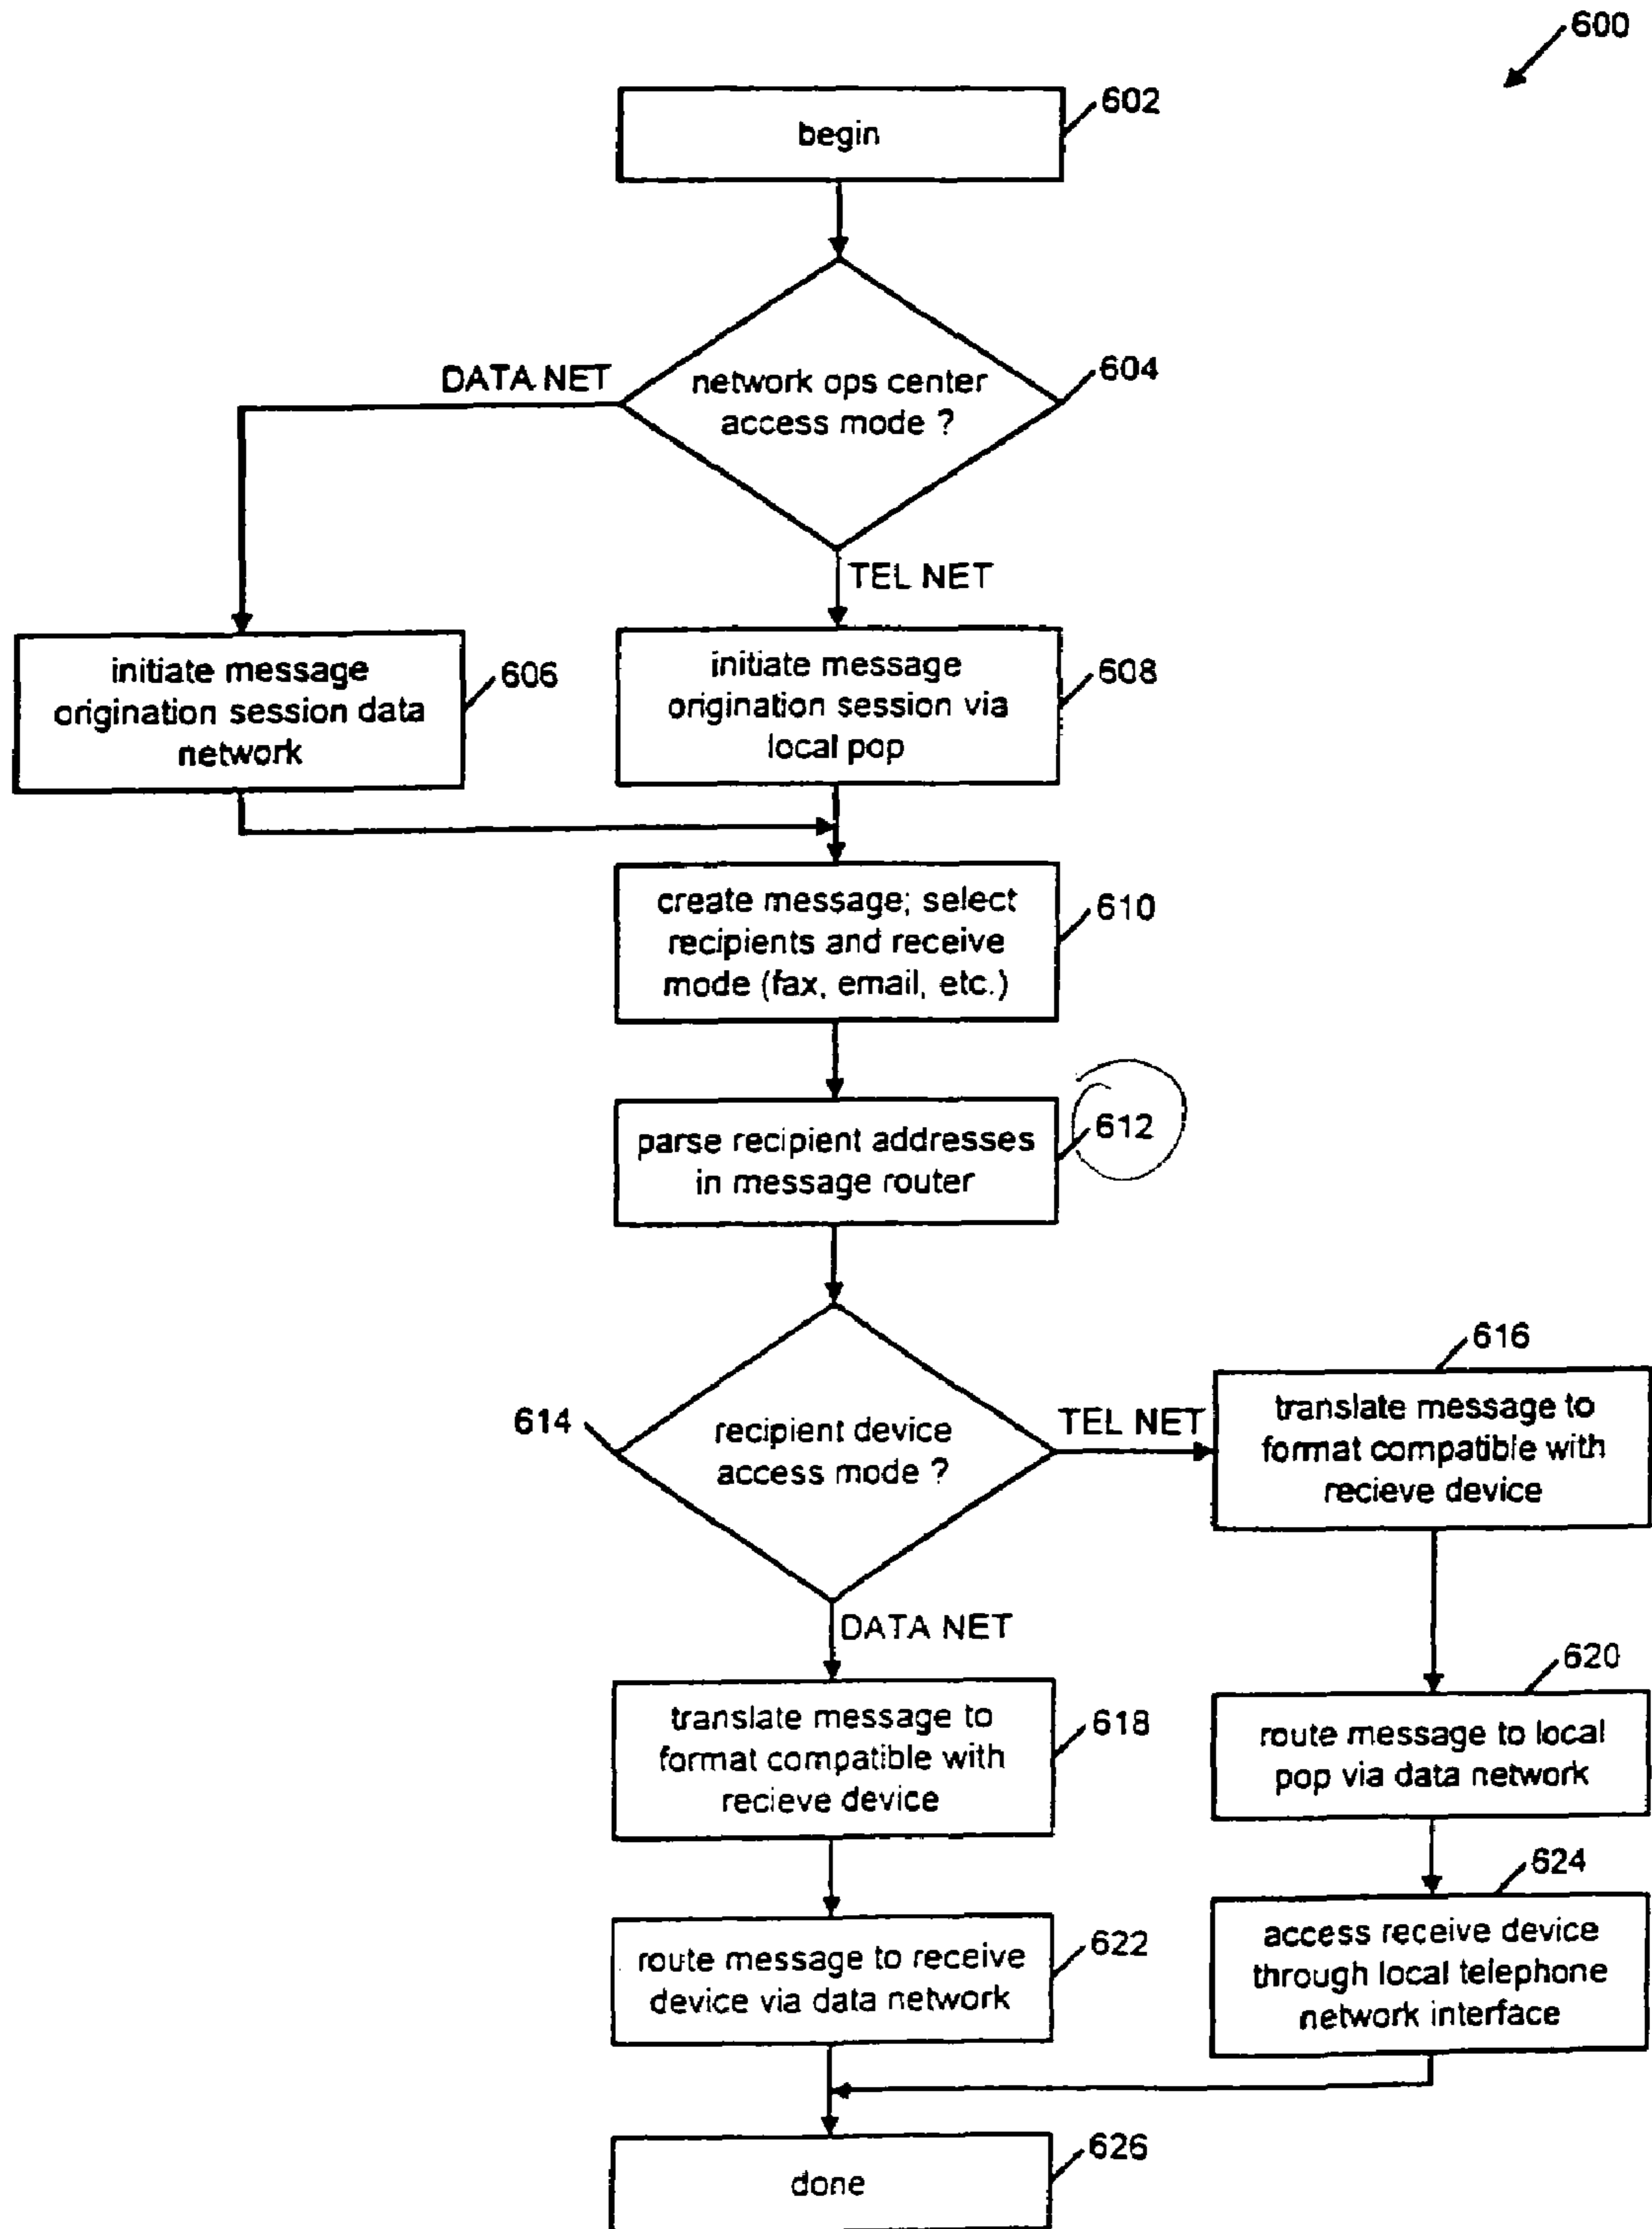 600
begin
602
network ops center
access mode ?
604
DATA NET
TEL NET
initiate message
origination session data
network
606
initiate message
origination session via
local pop
608
create message; select
recipients and receive
mode (fax, email, etc.)
610
parse recipient addresses
in message router
612
614
recipient device
access mode ?
TEL NET
616
translate message to
format compatible with
recieve device
DATA NET
translate message to
format compatible with
recieve device
618
620
route message to local
pop via data network
route message to receive
device via data network
622
624
access receive device
through local telephone
network interface
done
626